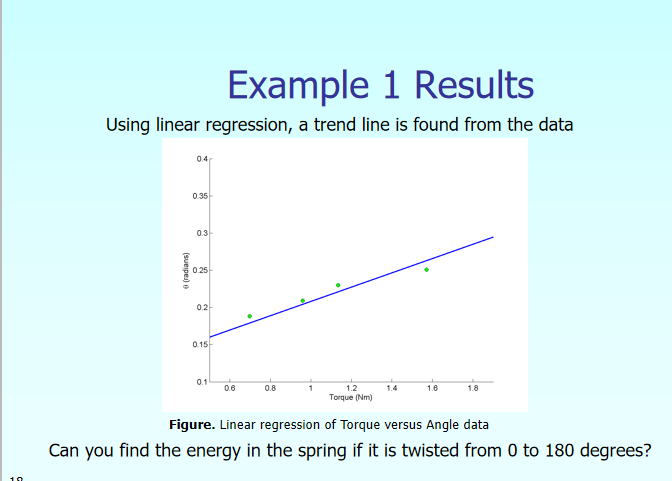 Example 1 Results
Using linear regression, a trend line is found from the data
0.4
0.35
0.3
0.25
0.2
0.15
0.1
θ (radians)
0.6 0.8 1 1.2 1.4 1.6 1.8
Torque (Nm)
Figure. Linear regression of Torque versus Angle data
Can you find the energy in the spring if it is twisted from 0 to 180 degrees?